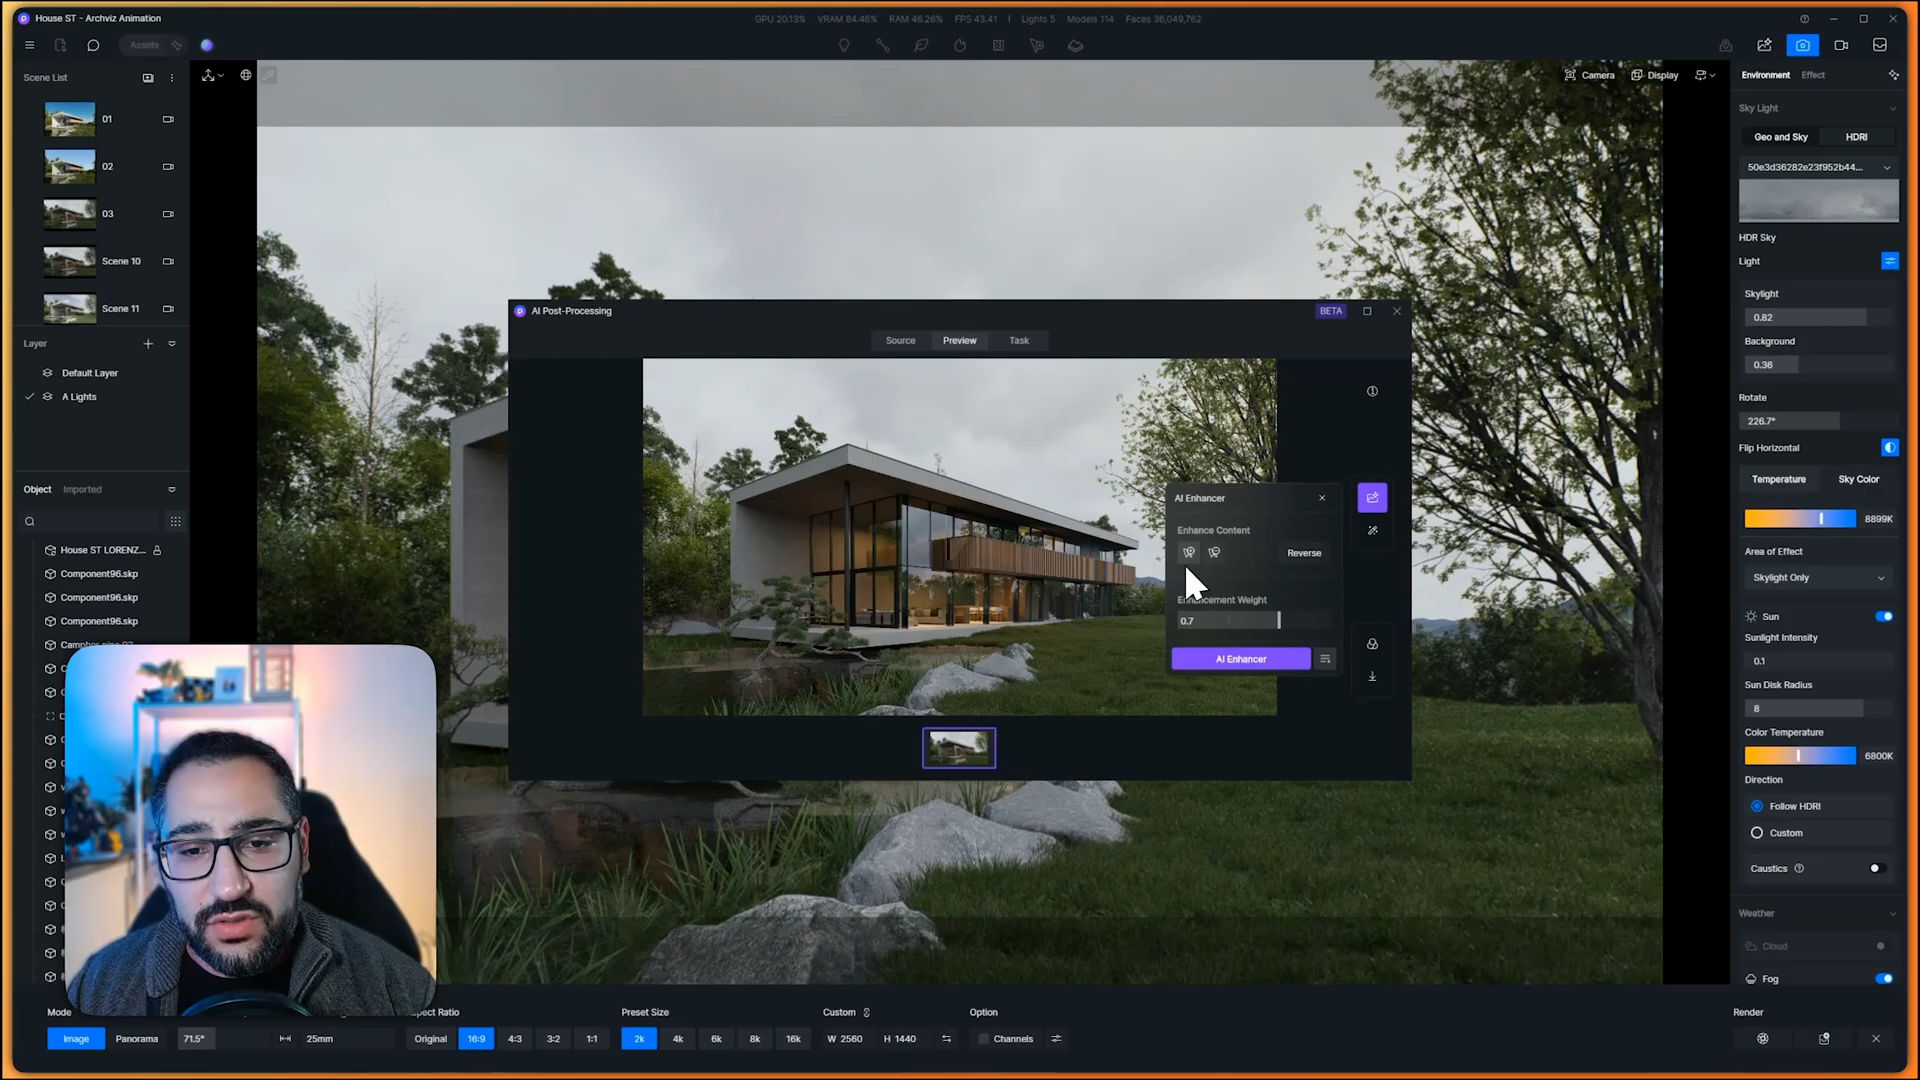 House ST - Archviz Animation
GPU 20.13% VRAM 84.46% RAM 46.26% FPS 43.41 | Lights 5 Models 114 Faces 36,049,762
Assets
Scene List
01
02
03
Scene 10
Scene 11
Layer
Default Layer
A Lights
Object Imported
House ST LORENZ...
Component96.skp
Component96.skp
Component96.skp
Camera Display
AI Post-Processing
BETA
Source Preview Task
AI Enhancer
Enhance Content
Reverse
Enhancement Weight
0.7
AI Enhancer
Environment Effect
Sky Light
Geo and Sky HDRI
50e3d36282e23f952b44...
HDR Sky
Light
Skylight
0.82
Background
0.36
Rotate
226.7°
Flip Horizontal
Temperature Sky Color
8899K
Area of Effect
Skylight Only
Sun
Sunlight Intensity
0.1
Sun Disk Radius
8
Color Temperature
6800K
Direction
Follow HDRI
Custom
Caustics
Weather
Cloud
Fog
Mode
Image Panorama 71.5° 25mm
Original 16:9 4:3 3:2 1:1
Preset Size
2k 4k 6k 8k 16k
Custom
W 2560 H 1440
Option
Channels
Render